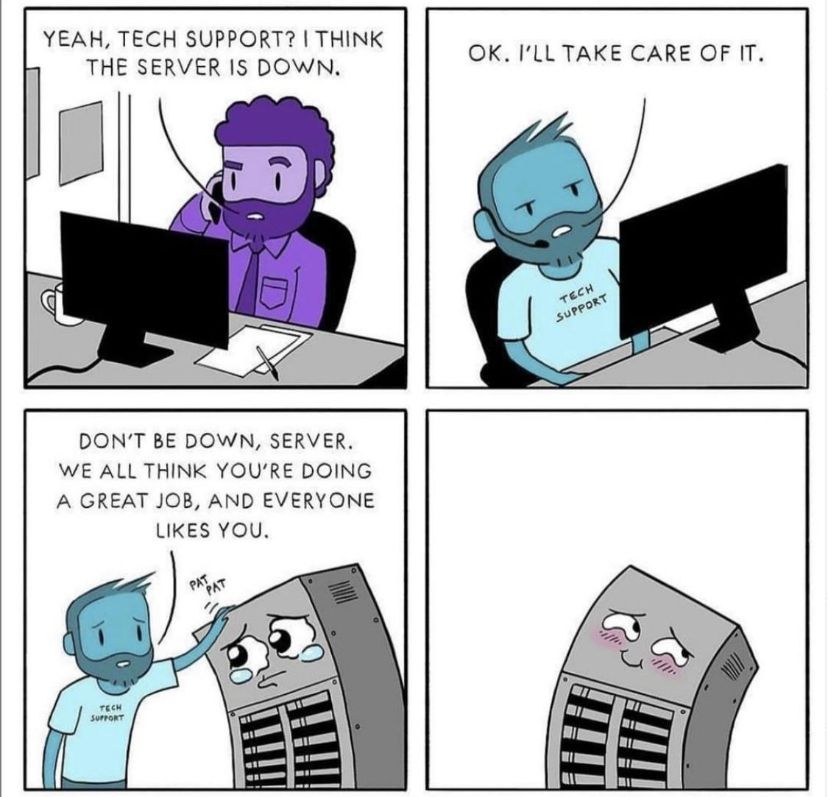 YEAH, TECH SUPPORT? I THINK
THE SERVER IS DOWN.
OK. I'LL TAKE CARE OF IT.
TECH
SUPPORT
DON'T BE DOWN, SERVER.
WE ALL THINK YOU'RE DOING
A GREAT JOB, AND EVERYONE
LIKES YOU.
PAT
PAT
TECH
SUPPORT